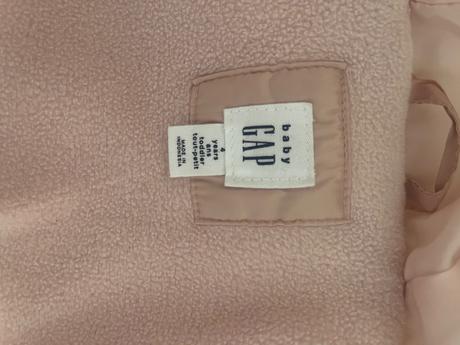 baby
GAP
4
years
ans
toddler
tout-petit
MADE IN
INDONESIA